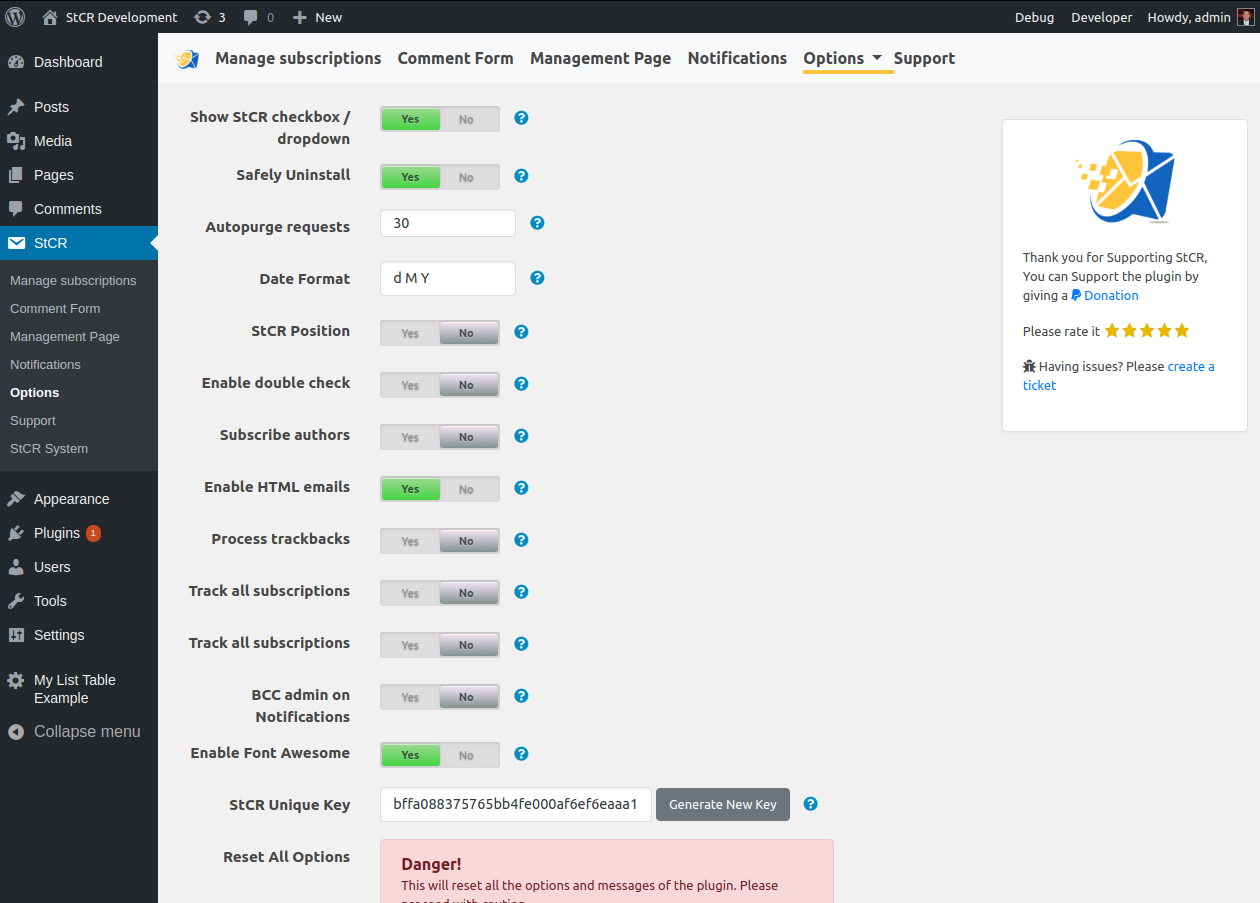 StCR Development 3 0 New Debug Developer Howdy, admin
Dashboard
Posts
Media
Pages
Comments
StCR
Manage subscriptions
Comment Form
Management Page
Notifications
Options
Support
StCR System
Appearance
Plugins 1
Users
Tools
Settings
My List Table
Example
Collapse menu
Manage subscriptions Comment Form Management Page Notifications Options Support
Show StCR checkbox / Yes No
dropdown
Safely Uninstall Yes No
Autopurge requests 30
Date Format d M Y
StCR Position Yes No
Enable double check Yes No
Subscribe authors Yes No
Enable HTML emails Yes No
Process trackbacks Yes No
Track all subscriptions Yes No
Track all subscriptions Yes No
BCC admin on Yes No
Notifications
Enable Font Awesome Yes No
StCR Unique Key bffa088375765bb4fe000af6ef6eaaa1 Generate New Key
Reset All Options
Danger!
This will reset all the options and messages of the plugin. Please
proceed with caution.
Thank you for Supporting StCR,
You can Support the plugin by
giving a Donation
Please rate it
Having issues? Please create a
ticket